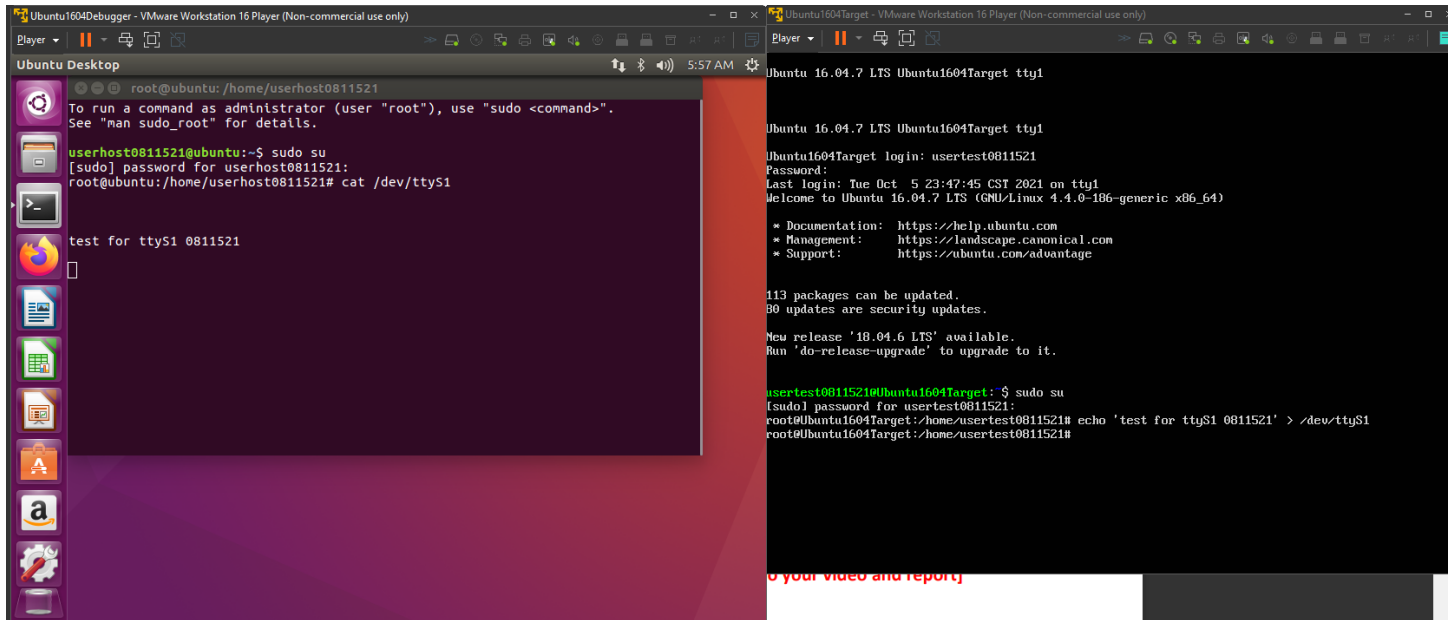 Ubuntu1604Debugger - VMware Workstation 16 Player (Non-commercial use only)
Player
Ubuntu Desktop
5:57 AM
root@ubuntu: /home/userhost0811521
To run a command as administrator (user "root"), use "sudo <command>".
See "man sudo_root" for details.
userhost0811521@ubuntu:~$ sudo su
[sudo] password for userhost0811521:
root@ubuntu:/home/userhost0811521# cat /dev/ttyS1
test for ttyS1 0811521
Ubuntu1604Target - VMware Workstation 16 Player (Non-commercial use only)
Player
Ubuntu 16.04.7 LTS Ubuntu1604Target tty1
Ubuntu 16.04.7 LTS Ubuntu1604Target tty1
Ubuntu1604Target login: usertest0811521
Password:
Last login: Tue Oct  5 23:47:45 CST 2021 on tty1
Welcome to Ubuntu 16.04.7 LTS (GNU/Linux 4.4.0-186-generic x86_64)
* Documentation:  https://help.ubuntu.com
* Management:     https://landscape.canonical.com
* Support:        https://ubuntu.com/advantage
113 packages can be updated.
80 updates are security updates.
New release '18.04.6 LTS' available.
Run 'do-release-upgrade' to upgrade to it.
usertest0811521@Ubuntu1604Target:~$ sudo su
[sudo] password for usertest0811521:
root@Ubuntu1604Target:/home/usertest0811521# echo 'test for ttyS1 0811521' > /dev/ttyS1
root@Ubuntu1604Target:/home/usertest0811521#
o your video and report]